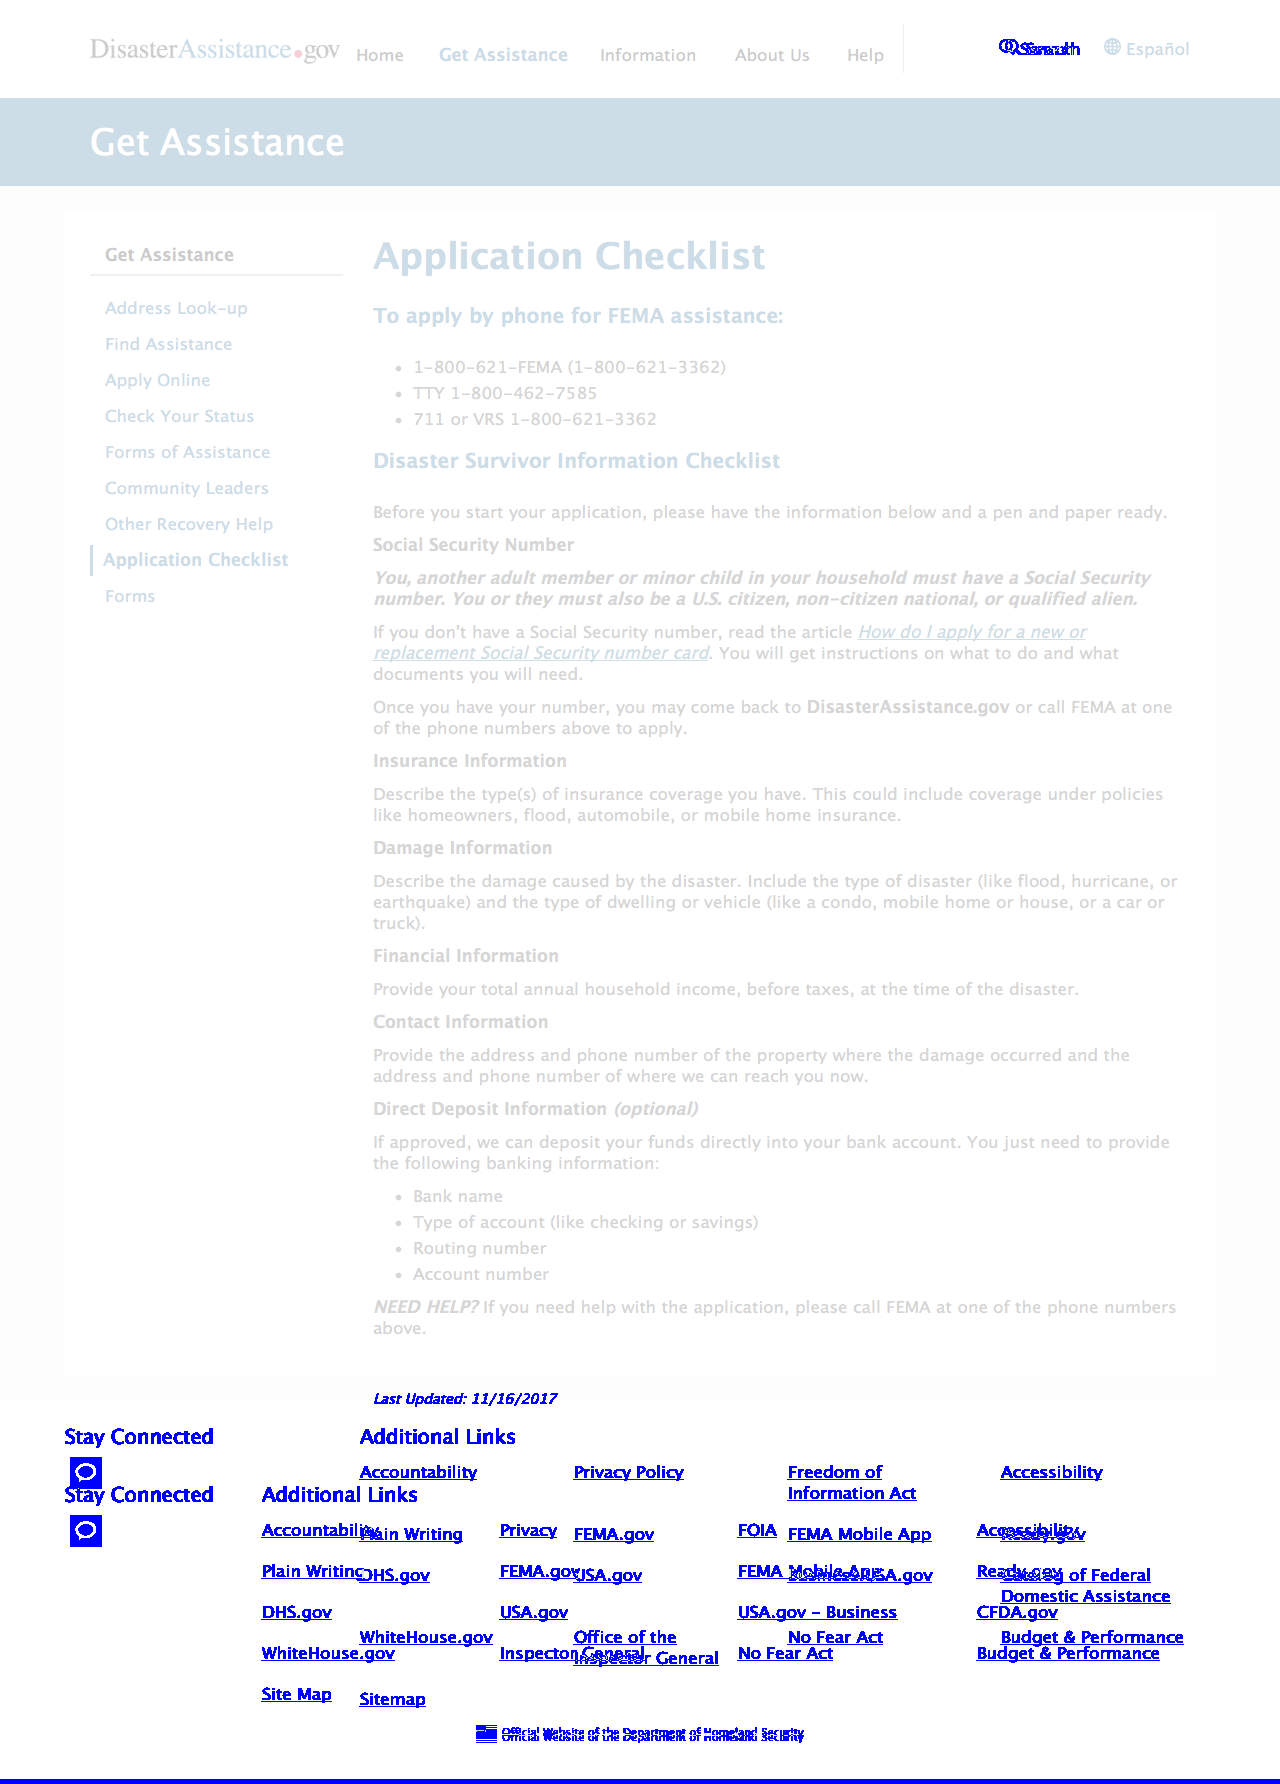 DisasterAssistance.gov Home Get Assistance Information About Us Help Search Español
Get Assistance
Get Assistance
Address Look-up
Find Assistance
Apply Online
Check Your Status
Forms of Assistance
Community Leaders
Other Recovery Help
Application Checklist
Forms
Application Checklist
To apply by phone for FEMA assistance:
• 1-800-621-FEMA (1-800-621-3362)
• TTY 1-800-462-7585
• 711 or VRS 1-800-621-3362
Disaster Survivor Information Checklist
Before you start your application, please have the information below and a pen and paper ready.
Social Security Number
You, another adult member or minor child in your household must have a Social Security
number. You or they must also be a U.S. citizen, non-citizen national, or qualified alien.
If you don't have a Social Security number, read the article How do I apply for a new or
replacement Social Security number card. You will get instructions on what to do and what
documents you will need.
Once you have your number, you may come back to DisasterAssistance.gov or call FEMA at one
of the phone numbers above to apply.
Insurance Information
Describe the type(s) of insurance coverage you have. This could include coverage under policies
like homeowners, flood, automobile, or mobile home insurance.
Damage Information
Describe the damage caused by the disaster. Include the type of disaster (like flood, hurricane, or
earthquake) and the type of dwelling or vehicle (like a condo, mobile home or house, or a car or
truck).
Financial Information
Provide your total annual household income, before taxes, at the time of the disaster.
Contact Information
Provide the address and phone number of the property where the damage occurred and the
address and phone number of where we can reach you now.
Direct Deposit Information (optional)
If approved, we can deposit your funds directly into your bank account. You just need to provide
the following banking information:
• Bank name
• Type of account (like checking or savings)
• Routing number
• Account number
NEED HELP? If you need help with the application, please call FEMA at one of the phone numbers
above.
Last Updated: 11/16/2017
Stay Connected Additional Links
Accountability Privacy Policy Freedom of Accessibility
Information Act
Stay Connected Additional Links
Accountability Privacy FOIA Accessibility
Plain Writing FEMA.gov FEMA Mobile App Ready.gov
Plain Writing FEMA.gov FEMA Mobile App Ready.gov
DHS.gov USA.gov BusinessUSA.gov Catalog of Federal
Domestic Assistance
DHS.gov USA.gov USA.gov - Business CFDA.gov
WhiteHouse.gov Office of the No Fear Act Budget & Performance
Inspector General
WhiteHouse.gov Inspector General No Fear Act Budget & Performance
Site Map
Sitemap
Official Website of the Department of Homeland Security